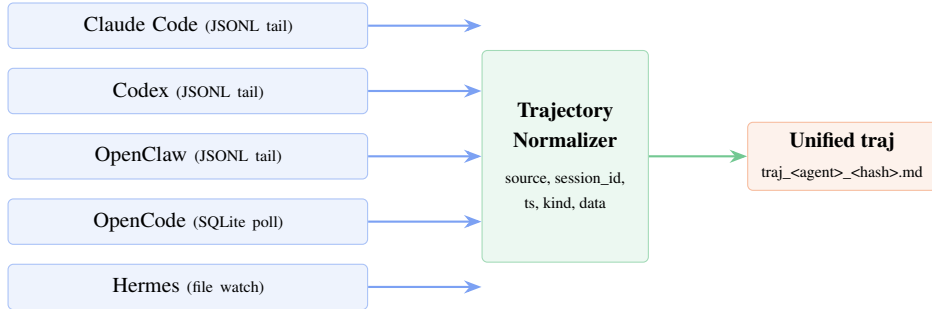 Claude Code (JSONL tail)
Codex (JSONL tail)
OpenClaw (JSONL tail)
OpenCode (SQLite poll)
Hermes (file watch)
Trajectory
Normalizer
source, session_id,
ts, kind, data
Unified traj
traj_<agent>_<hash>.md